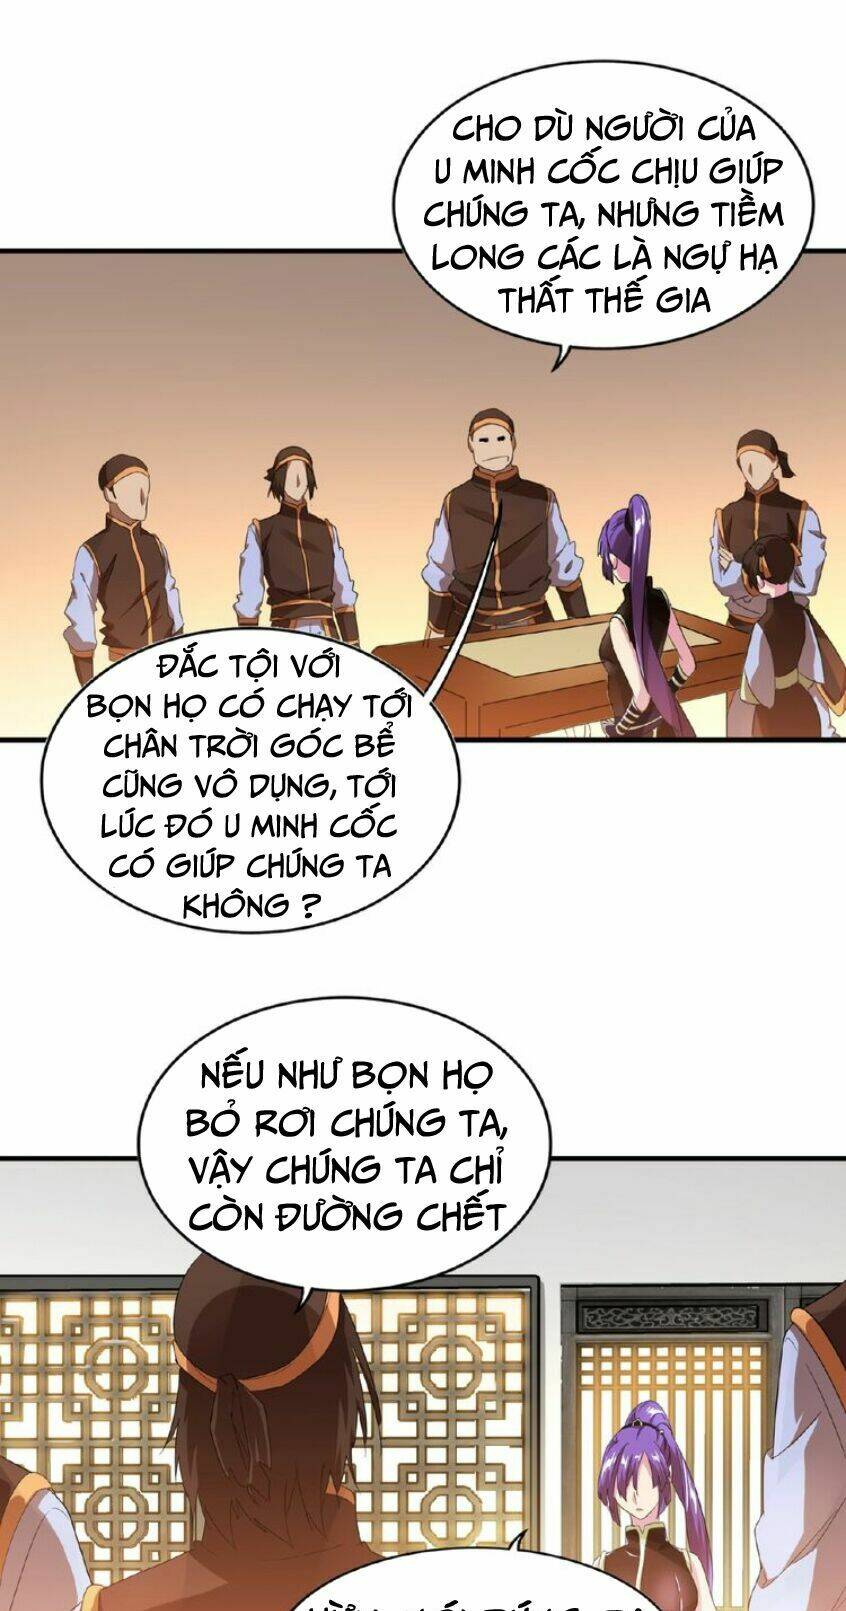 CHO DÙ NGƯỜI CỦA
U MINH CỐC CHỊU GIÚP
CHÚNG TA, NHƯNG TIỀM
LONG CÁC LÀ NGỰ HẠ
THẤT THẾ GIA
ĐẮC TỘI VỚI
BỌN HỌ CÓ CHẠY TỚI
CHÂN TRỜI GÓC BỂ
CŨNG VÔ DỤNG, TỚI
LÚC ĐÓ U MINH CỐC
CÓ GIÚP CHÚNG TA
KHÔNG ?
NẾU NHƯ BỌN HỌ
BỎ RƠI CHÚNG TA,
VẬY CHÚNG TA CHỈ
CÒN ĐƯỜNG CHẾT